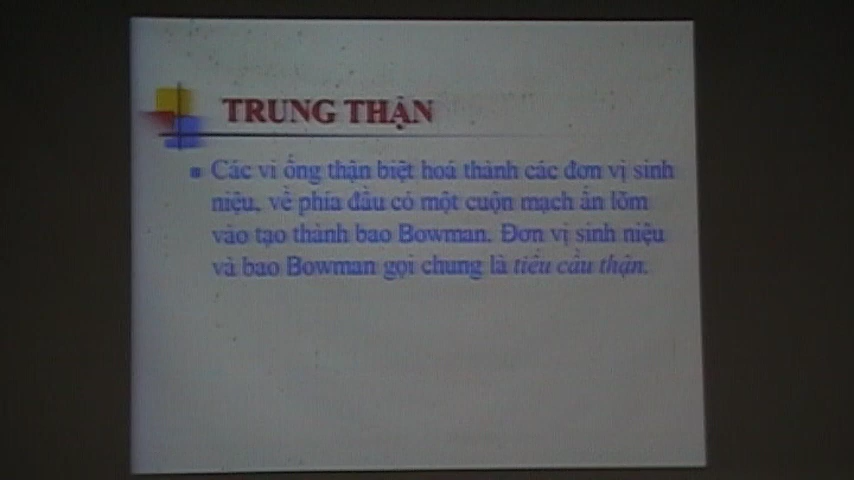 TRUNG THẬN
Các vi ống thận biệt hoá thành các đơn vị sinh
niệu, về phía đầu có một cuộn mạch ấn lõm
vào tạo thành bao Bowman. Đơn vị sinh niệu
và bao Bowman gọi chung là tiểu cầu thận.